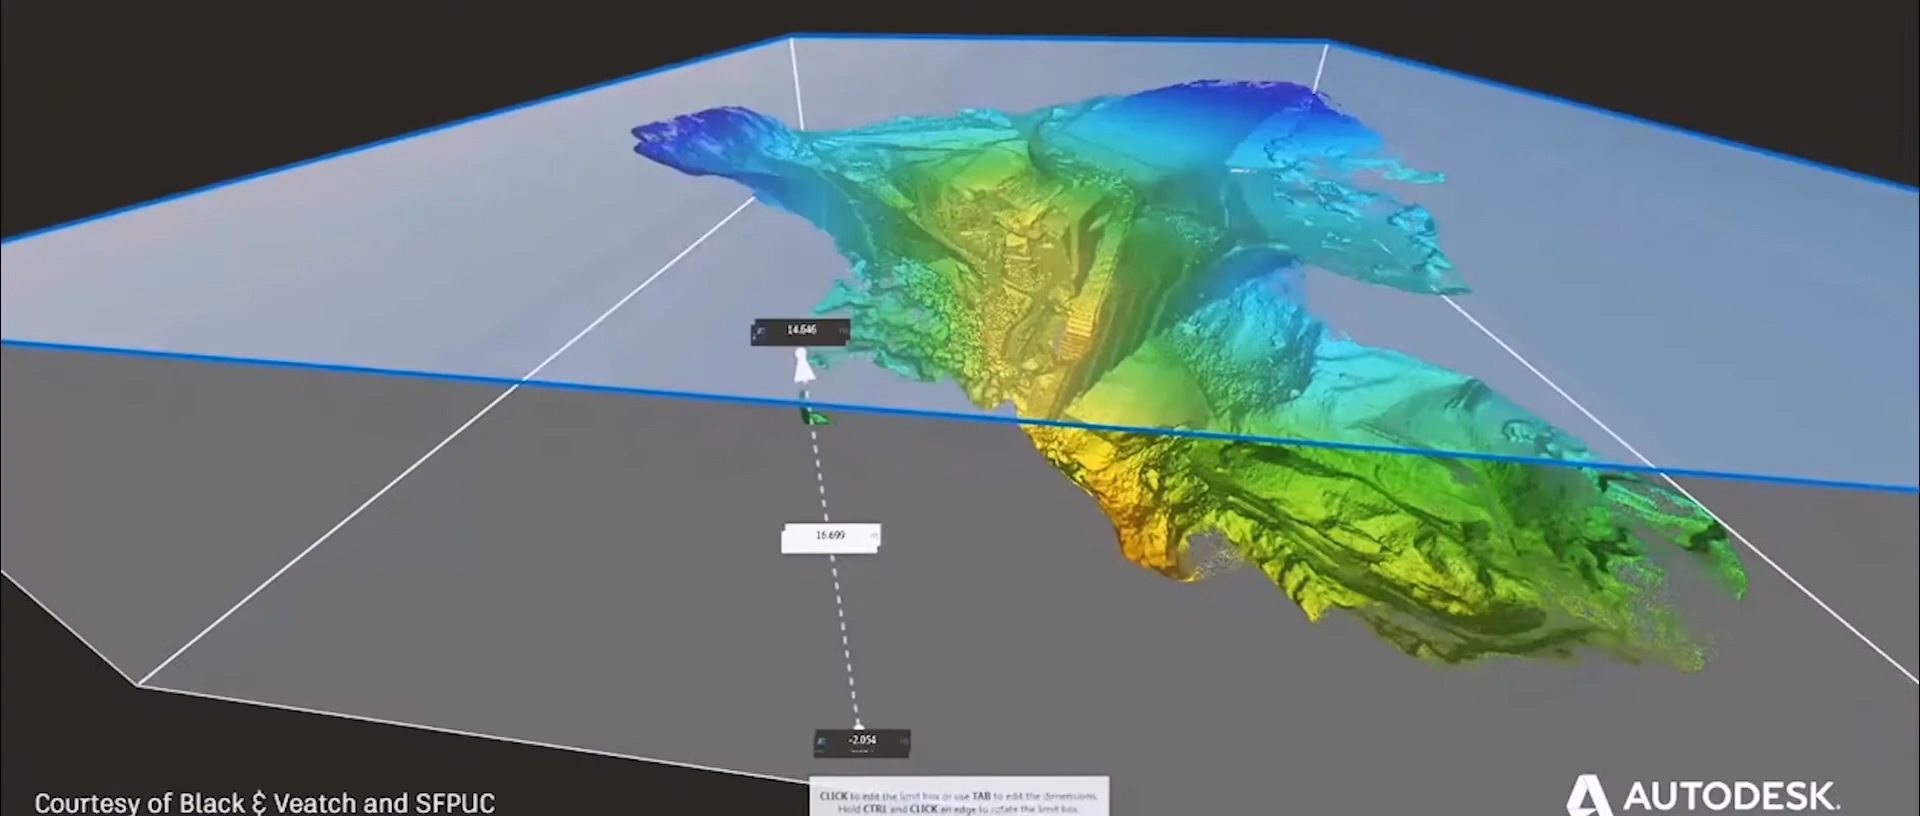 14.646
16.699
-2.054
CLICK to edit the limit box or use TAB to edit the dimensions.
Hold CTRL and CLICK an edge to rotate the limit box.
Courtesy of Black & Veatch and SFPUC
AUTODESK.